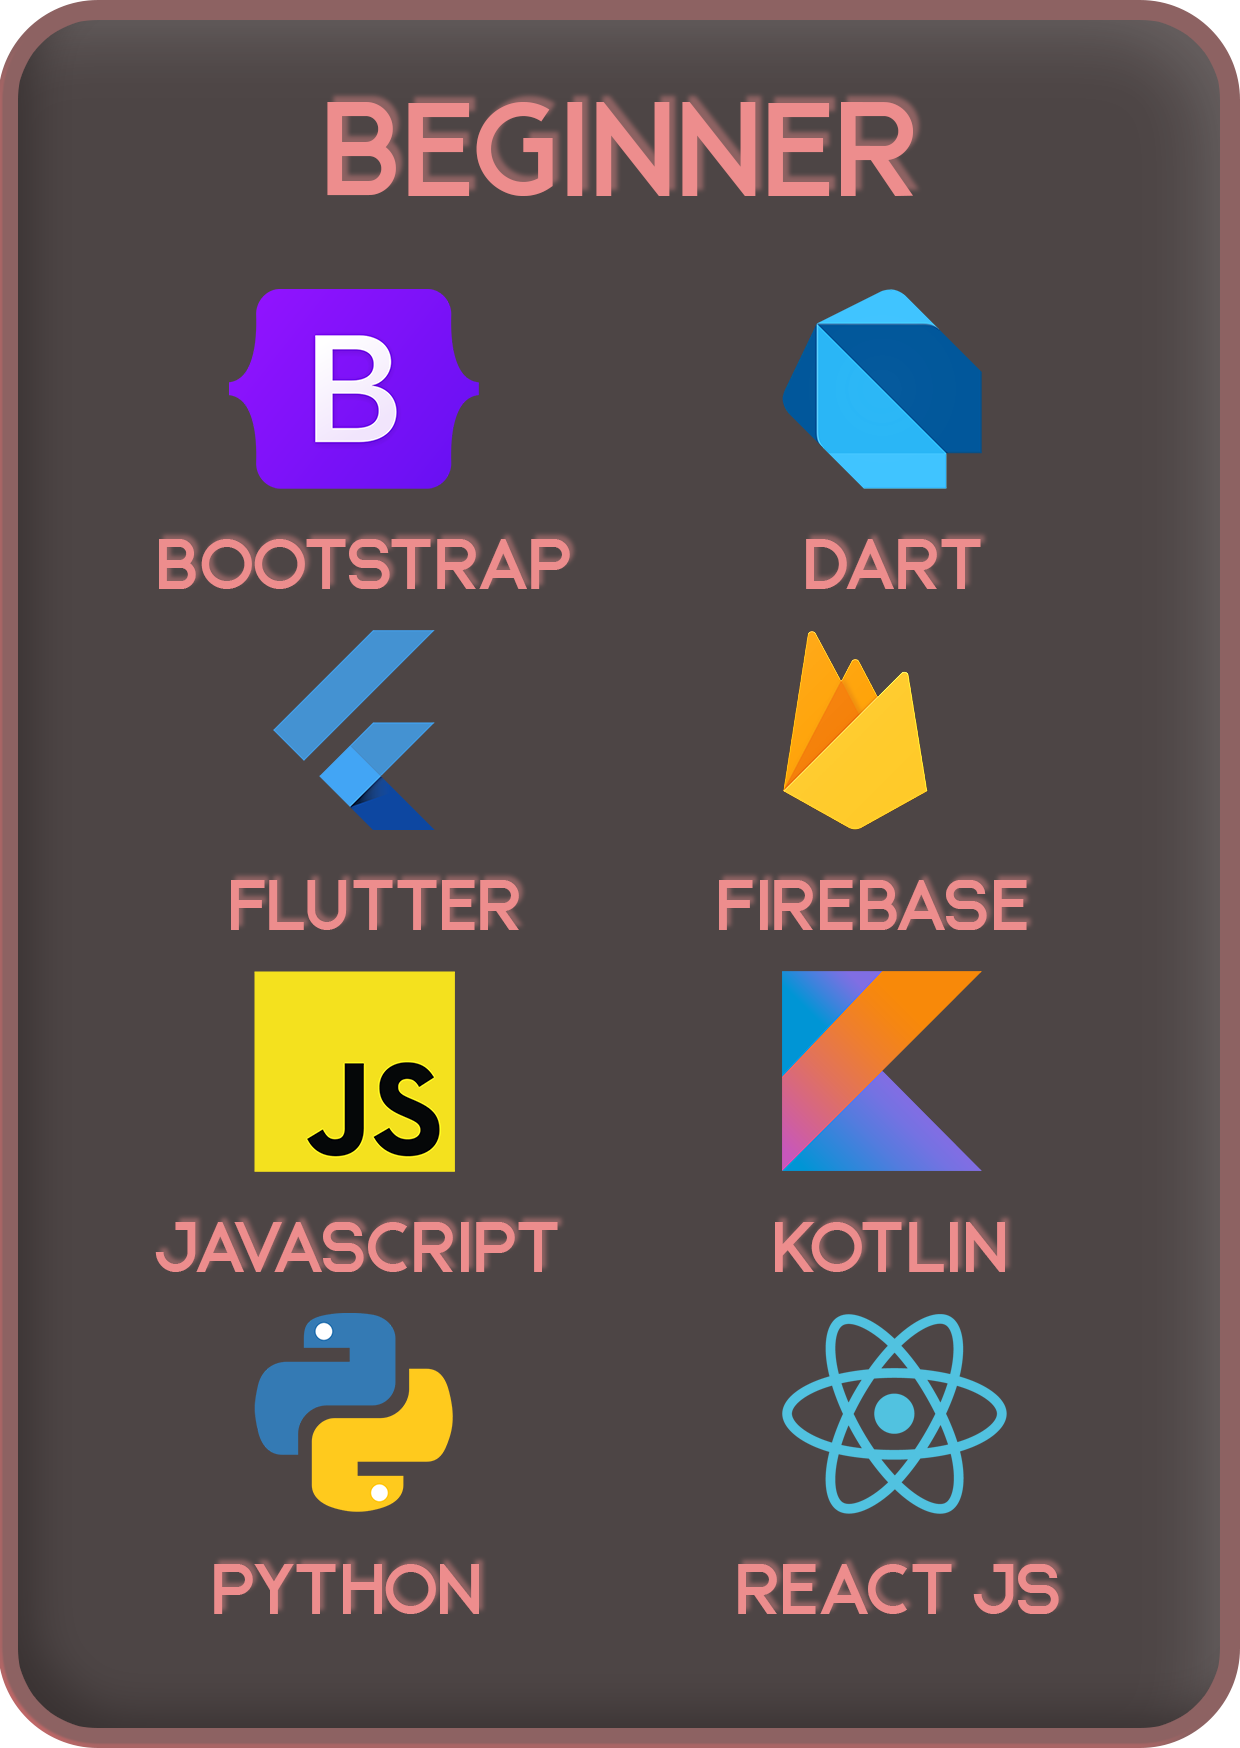 BEGINNER
B
BOOTSTRAP
DART
FLUTTER
FIREBASE
JS
JAVASCRIPT
KOTLIN
PYTHON
REACT JS